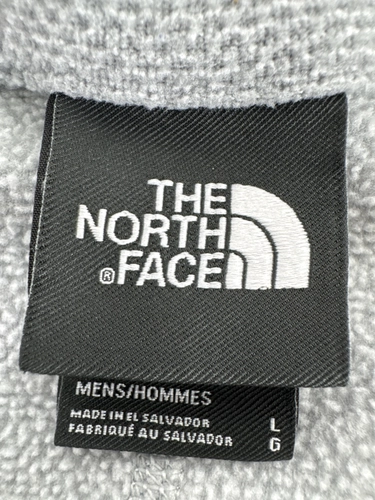 THE
NORTH
® FACE
MENS/HOMMES
MADE IN EL SALVADOR L
FABRIQUÉ AU SALVADOR G